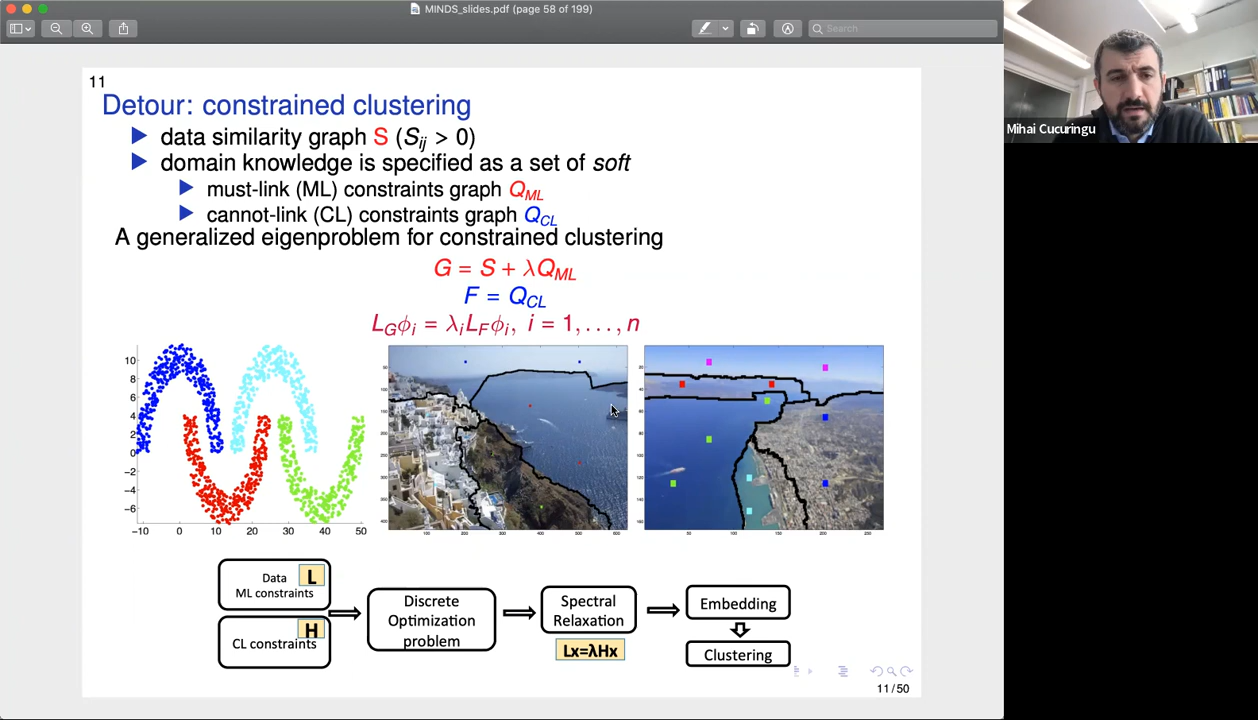 MINDS_slides.pdf (page 58 of 199)
Search
Mihai Cucuringu
11
Detour: constrained clustering
data similarity graph S (Sij > 0)
domain knowledge is specified as a set of soft
must-link (ML) constraints graph QML
cannot-link (CL) constraints graph QCL
A generalized eigenproblem for constrained clustering
G = S + λQML
F = QCL
LGϕi = λiLFϕi, i = 1, . . . , n
10
8
6
4
2
0
−2
−4
−6
−10 0 10 20 30 40 50
Data L
ML constraints
H
CL constraints
Discrete
Optimization
problem
Spectral
Relaxation
Lx=λHx
Embedding
Clustering
11/50